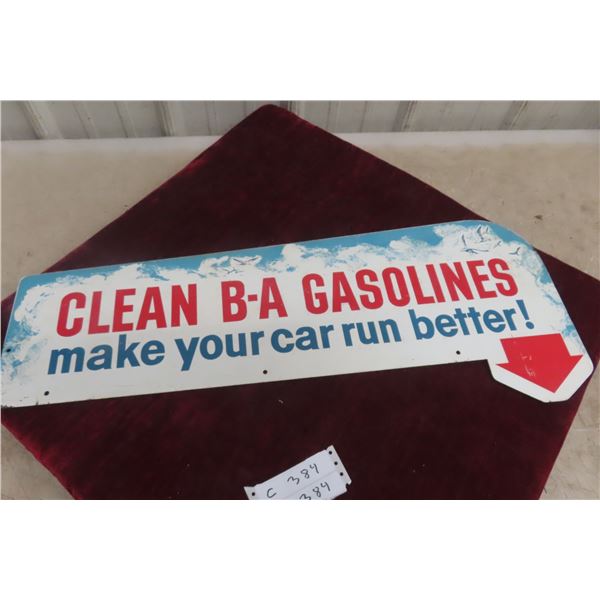 CLEAN B-A GASOLINES
make your car run better!
C 384
384